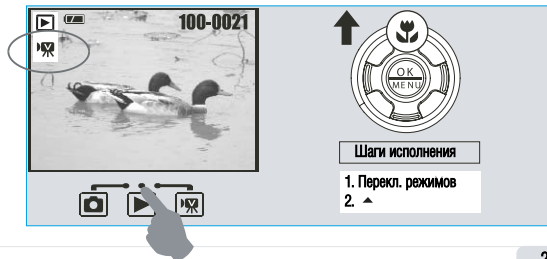 100-0021
OK
MENU
Шаги исполнения
1. Перекл. режимов
2.
2